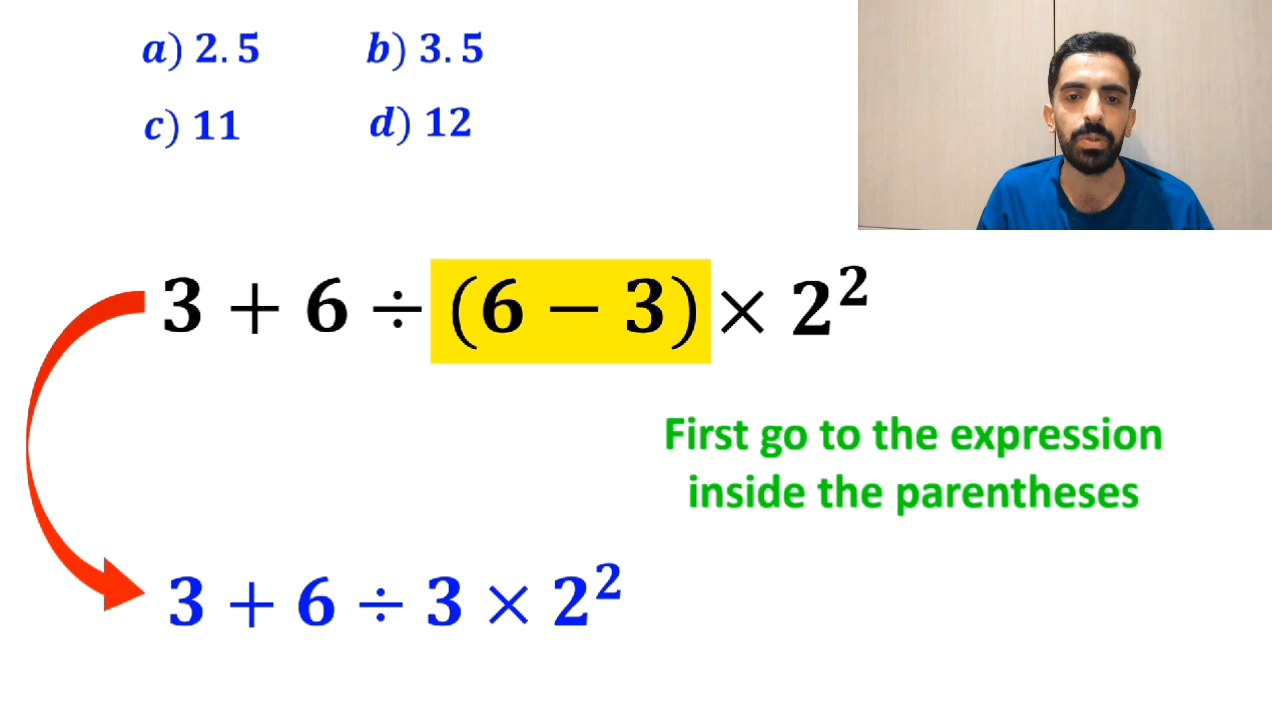 a) 2.5 b) 3.5
c) 11 d) 12
3 + 6 ÷ (6 − 3) × 2²
First go to the expression
inside the parentheses
3 + 6 ÷ 3 × 2²